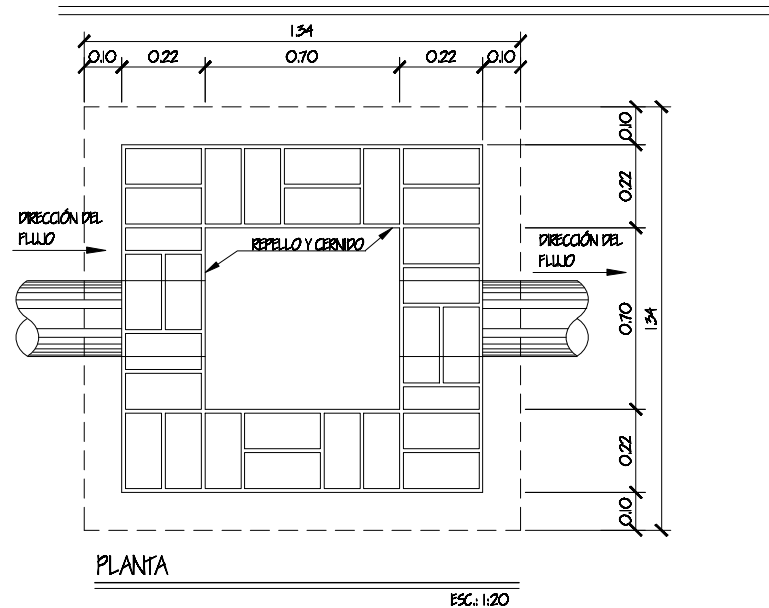 1.34
0.10 0.22 0.70 0.22 0.10
0.10
0.22
DIRECCIÓN DEL
FLUJO
REPELLO Y CERNIDO
DIRECCIÓN DEL
FLUJO
0.70
1.34
0.22
0.10
PLANTA
ESC.: 1:20